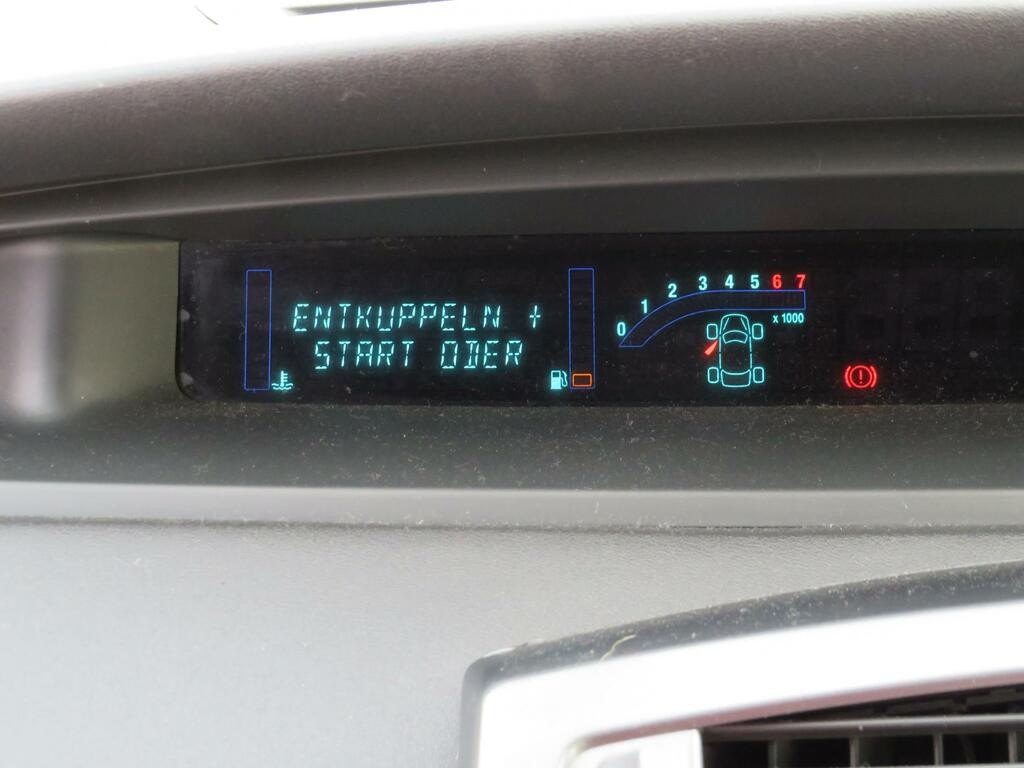 ENTKUPPELN +
START ODER
0 1 2 3 4 5 6 7
x 1000